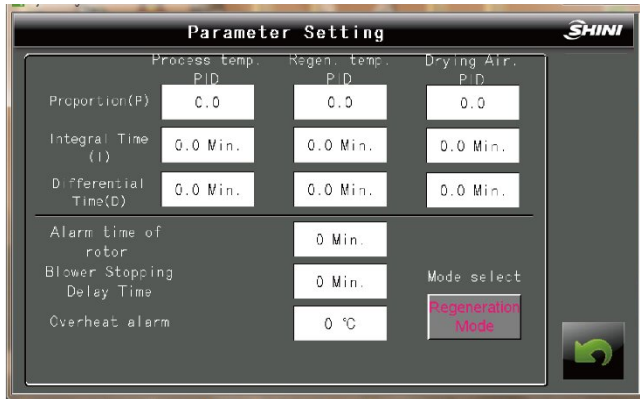 Parameter Setting
SHINI
Process temp. Regen. temp. Drying Air.
PID PID PID
Proportion(P) 0.0 0.0 0.0
Integral Time
(I) 0.0 Min. 0.0 Min. 0.0 Min.
Differential
Time(D) 0.0 Min. 0.0 Min. 0.0 Min.
Alarm time of
rotor 0 Min.
Blower Stopping
Delay Time 0 Min.
Mode select
Overheat alarm 0 ℃
Regeneration
Mode